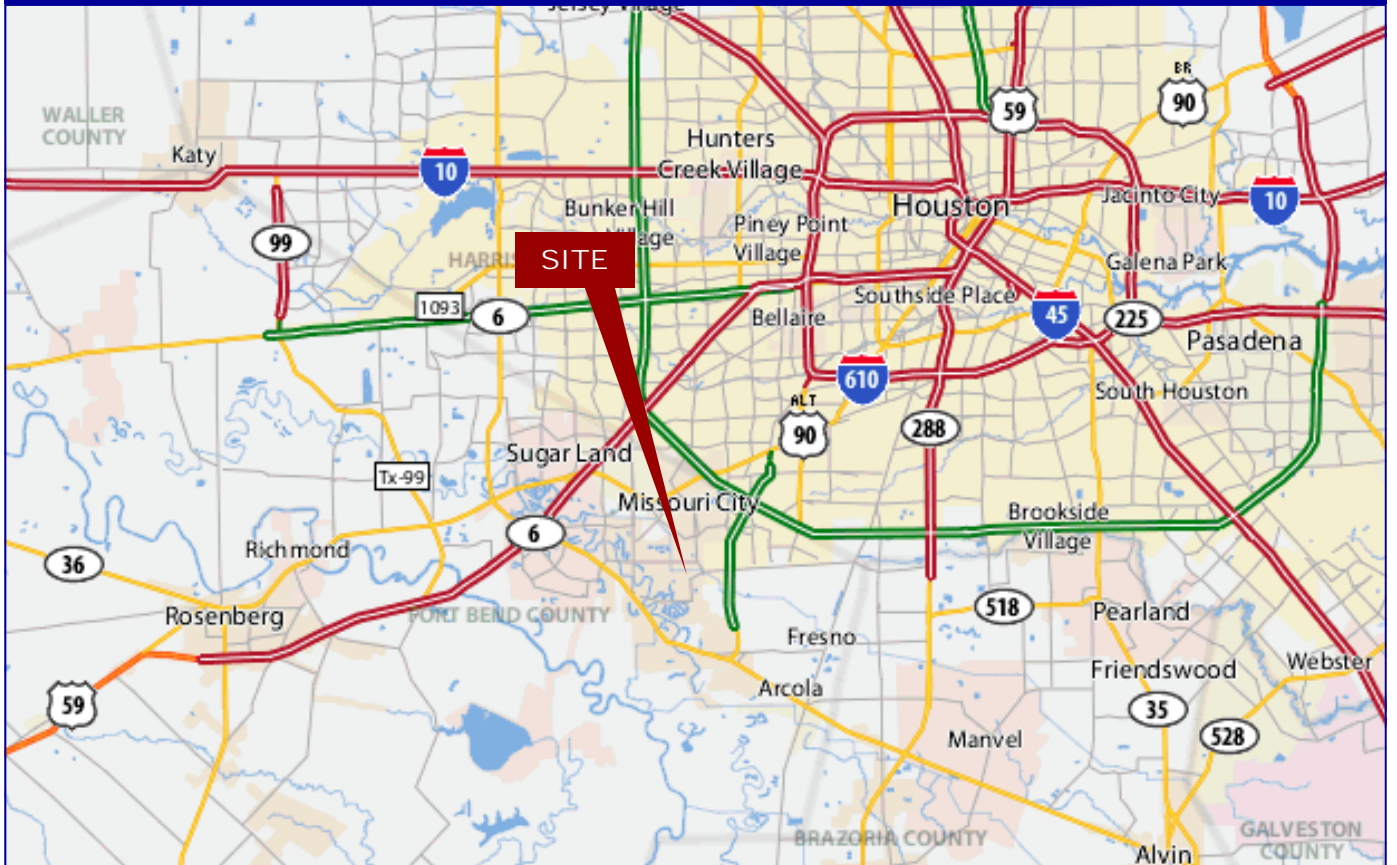 Jersey Village
BR
90
59
WALLER
COUNTY
Hunters
Creek Village
Katy
10
Jacinto City
10
Houston
Bunker Hill
Village
Piney Point
Village
99
SITE
HARRIS
Galena Park
1093
6
Southside Place
Bellaire
45
225
Pasadena
610
South Houston
ALT
90
288
Sugar Land
Tx-99
Missouri City
Brookside
Village
6
36
Richmond
518
Pearland
Rosenberg
FORT BEND COUNTY
Fresno
Friendswood
Webster
Arcola
59
35
528
Manvel
BRAZORIA COUNTY
GALVESTON
COUNTY
Alvin